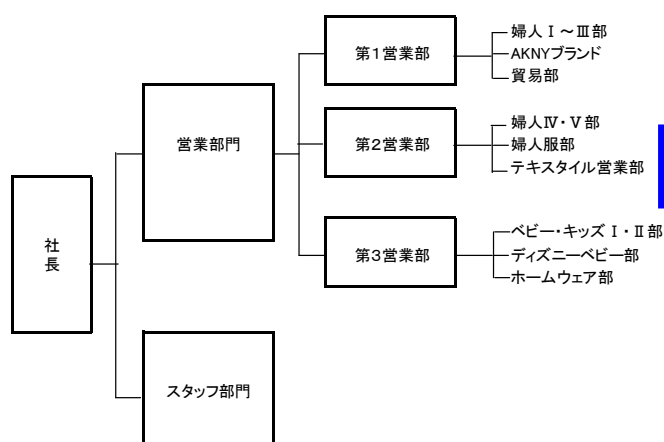 社
長
営業部門
スタッフ部門
第1営業部
婦人Ⅰ～Ⅲ部
AKNYブランド
貿易部
第2営業部
婦人Ⅳ・Ⅴ部
婦人服部
テキスタイル営業部
第3営業部
ベビー・キッズⅠ・Ⅱ部
ディズニーベビー部
ホームウェア部